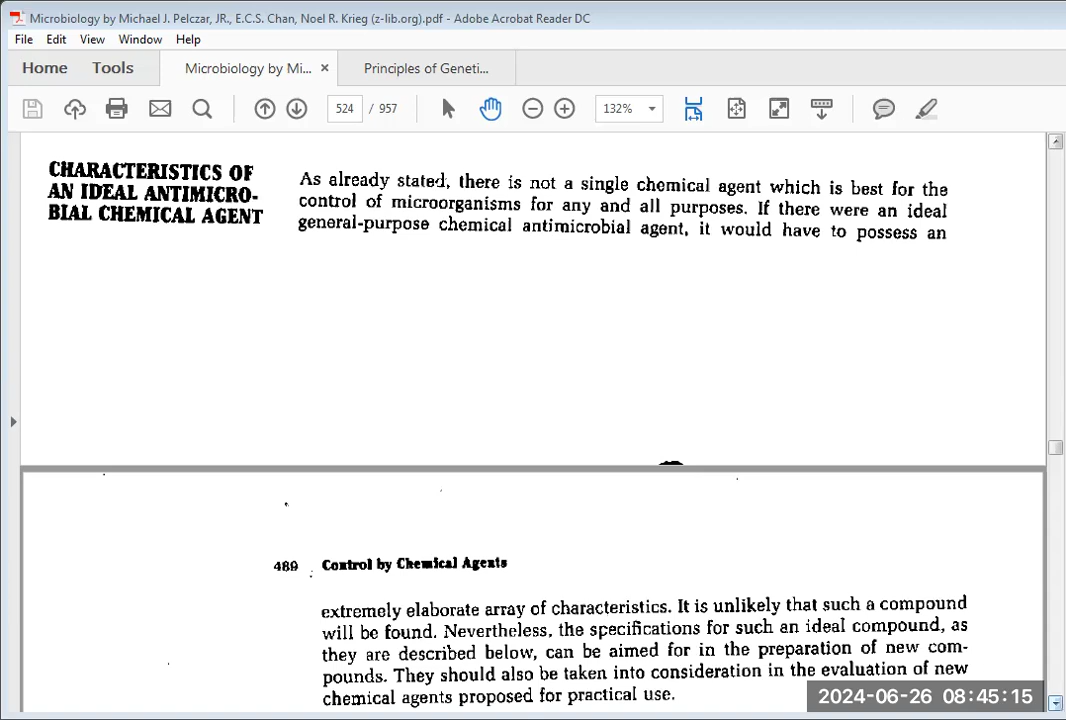 Microbiology by Michael J. Pelczar, JR., E.C.S. Chan, Noel R. Krieg (z-lib.org).pdf - Adobe Acrobat Reader DC
File Edit View Window Help
Home Tools Microbiology by Mi... × Principles of Geneti...
524 / 957 132%
CHARACTERISTICS OF
AN IDEAL ANTIMICRO-
BIAL CHEMICAL AGENT
As already stated, there is not a single chemical agent which is best for the
control of microorganisms for any and all purposes. If there were an ideal
general-purpose chemical antimicrobial agent, it would have to possess an
489 Control by Chemical Agents
extremely elaborate array of characteristics. It is unlikely that such a compound
will be found. Nevertheless, the specifications for such an ideal compound, as
they are described below, can be aimed for in the preparation of new com-
pounds. They should also be taken into consideration in the evaluation of new
chemical agents proposed for practical use.
2024-06-26 08:45:15